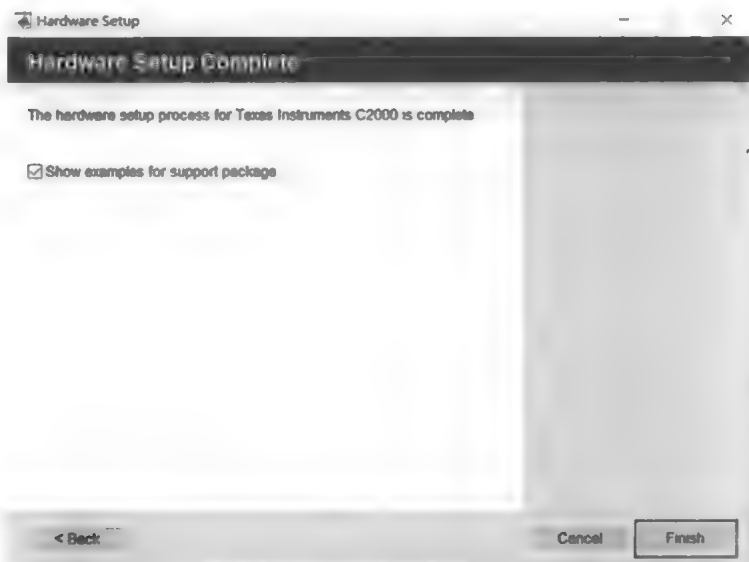 Hardware Setup
Hardware Setup Complete
The hardware setup process for Texas Instruments C2000 is complete
Show examples for support package
< Back
Cancel
Finish